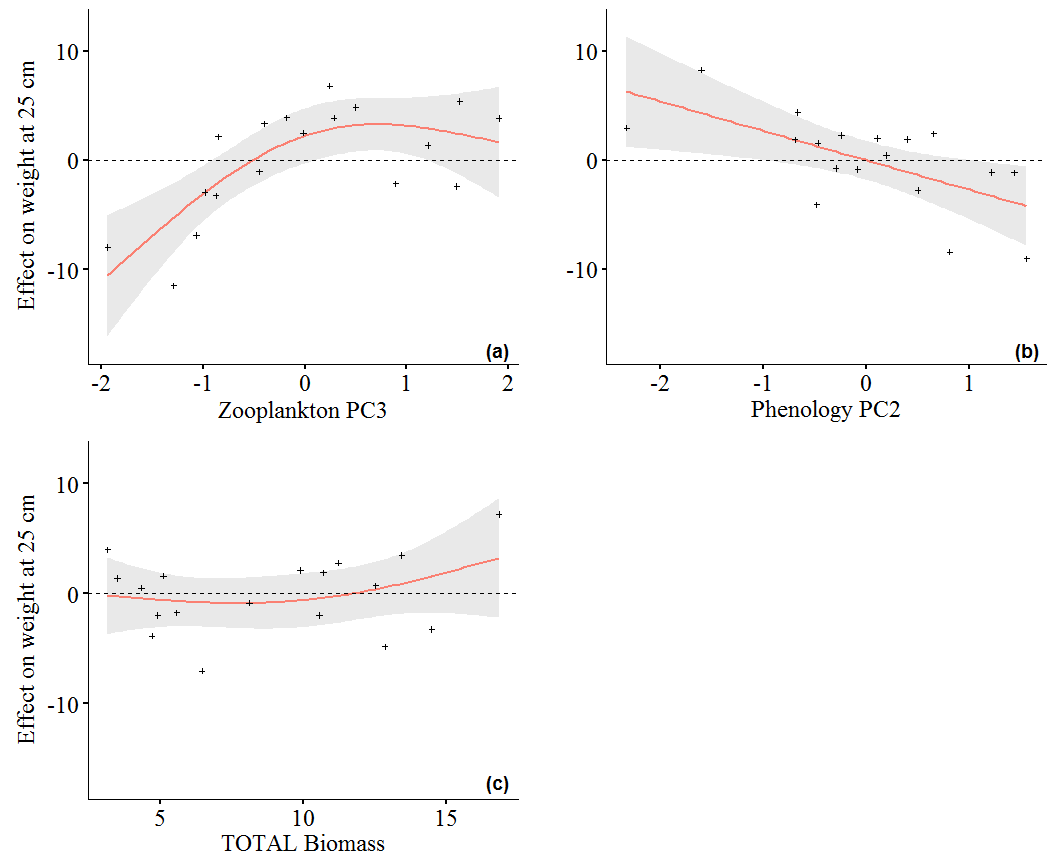 Effect on weight at 25 cm
10
0
-10
(a)
-2 -1 0 1 2
Zooplankton PC3
10
0
-10
(b)
-2 -1 0 1
Phenology PC2
Effect on weight at 25 cm
10
0
-10
(c)
5 10 15
TOTAL Biomass